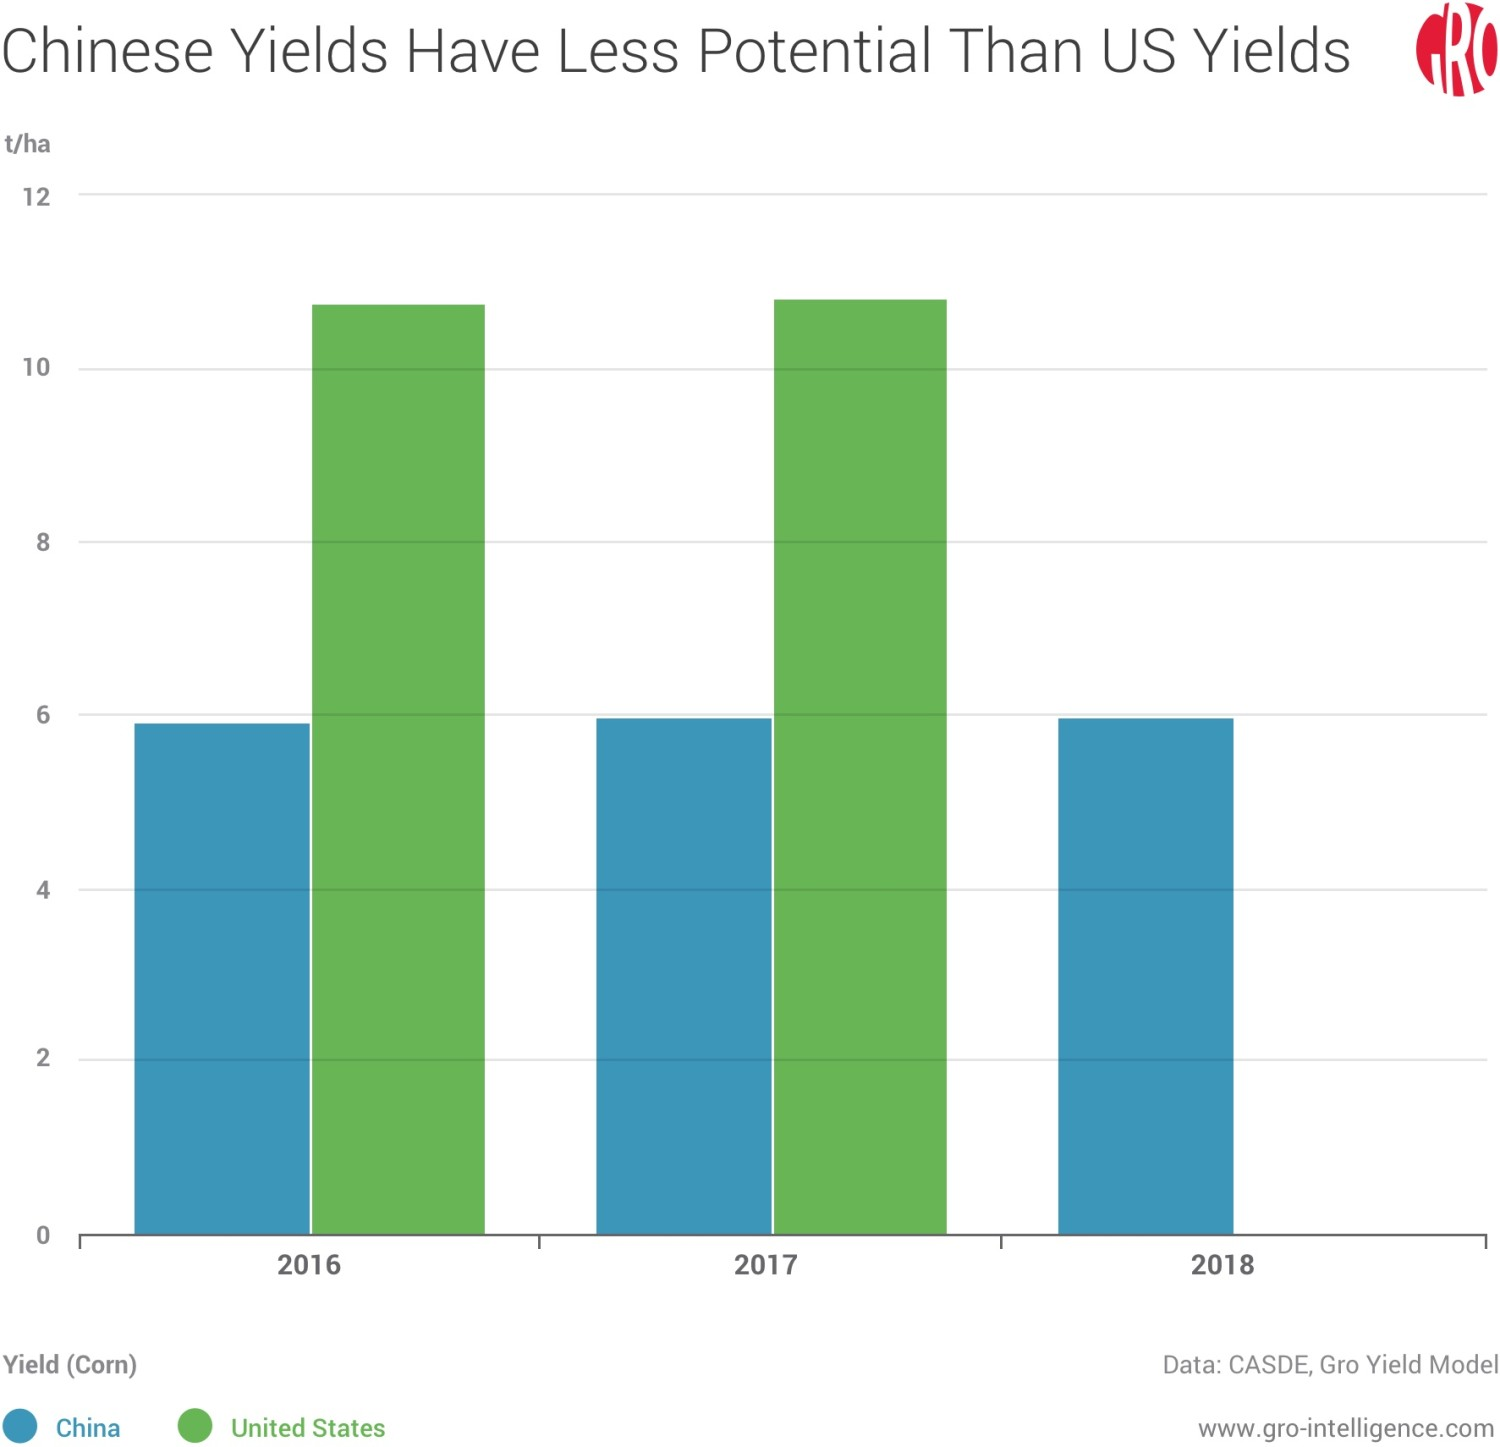 Chinese Yields Have Less Potential Than US Yields
GRO
t/ha
12
10
8
6
4
2
0
2016 2017 2018
Yield (Corn)
Data: CASDE, Gro Yield Model
China United States
www.gro-intelligence.com